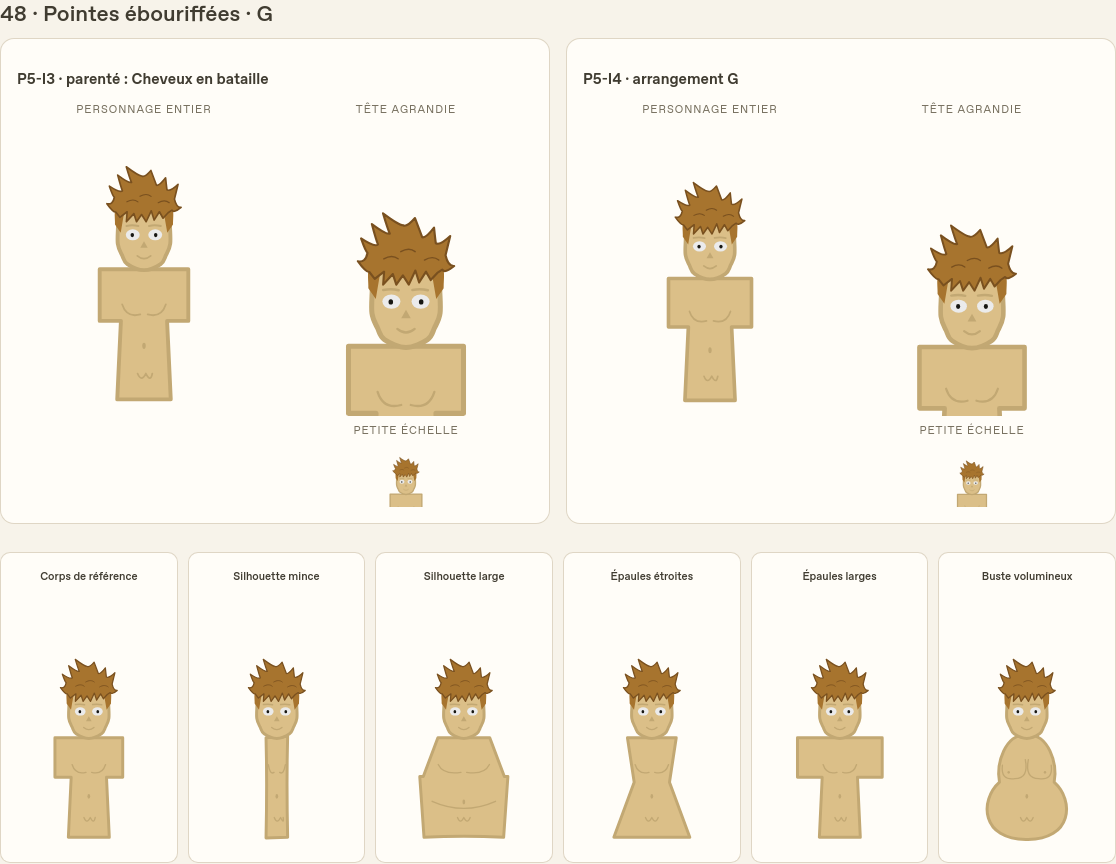 48 · Pointes ébouriffées · G
P5-I3 · parenté : Cheveux en bataille
PERSONNAGE ENTIER
TÊTE AGRANDIE
PETITE ÉCHELLE
P5-I4 · arrangement G
PERSONNAGE ENTIER
TÊTE AGRANDIE
PETITE ÉCHELLE
Corps de référence
Silhouette mince
Silhouette large
Épaules étroites
Épaules larges
Buste volumineux